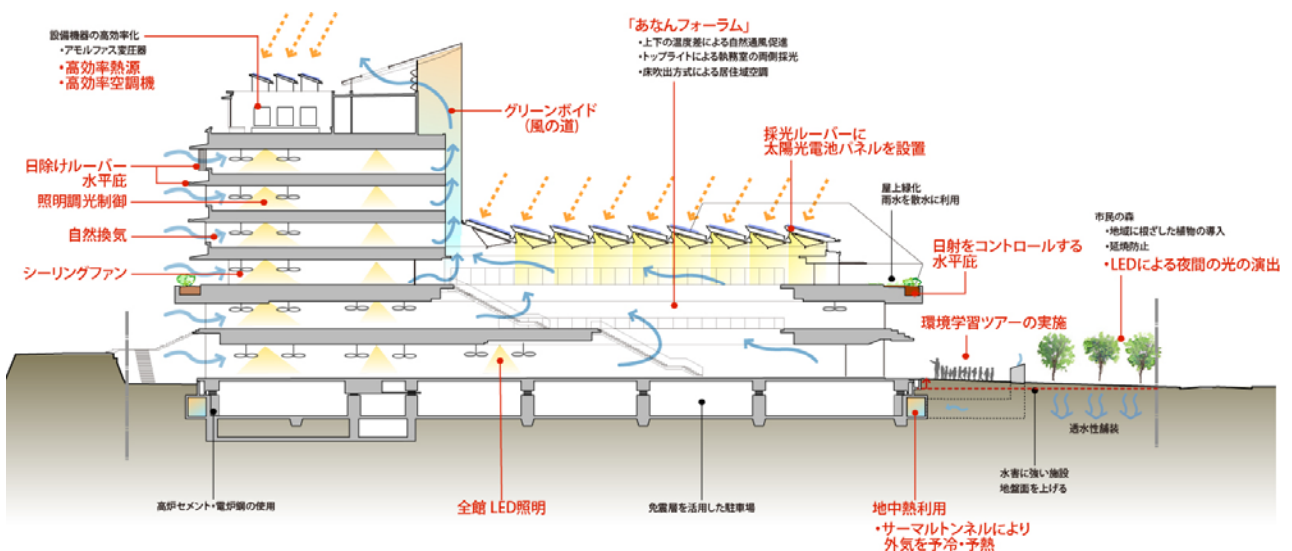 設備機器の高効率化
・アモルファス変圧器
・高効率熱源
・高効率空調機
「あなんフォーラム」
・上下の温度差による自然通風促進
・トップライトによる執務室の両側採光
・床吹出方式による居住域空調
グリーンボイド
(風の道)
採光ルーバーに
太陽光電池パネルを設置
日除けルーバー
水平庇
照明調光制御
自然換気
シーリングファン
屋上緑化
雨水を散水に利用
市民の森
・地域に根ざした植物の導入
・延焼防止
・LEDによる夜間の光の演出
日射をコントロールする
水平庇
環境学習ツアーの実施
透水性舗装
水害に強い施設
地盤面を上げる
高炉セメント・電炉鋼の使用
全館 LED照明
免震層を活用した駐車場
地中熱利用
・サーマルトンネルにより
外気を予冷・予熱